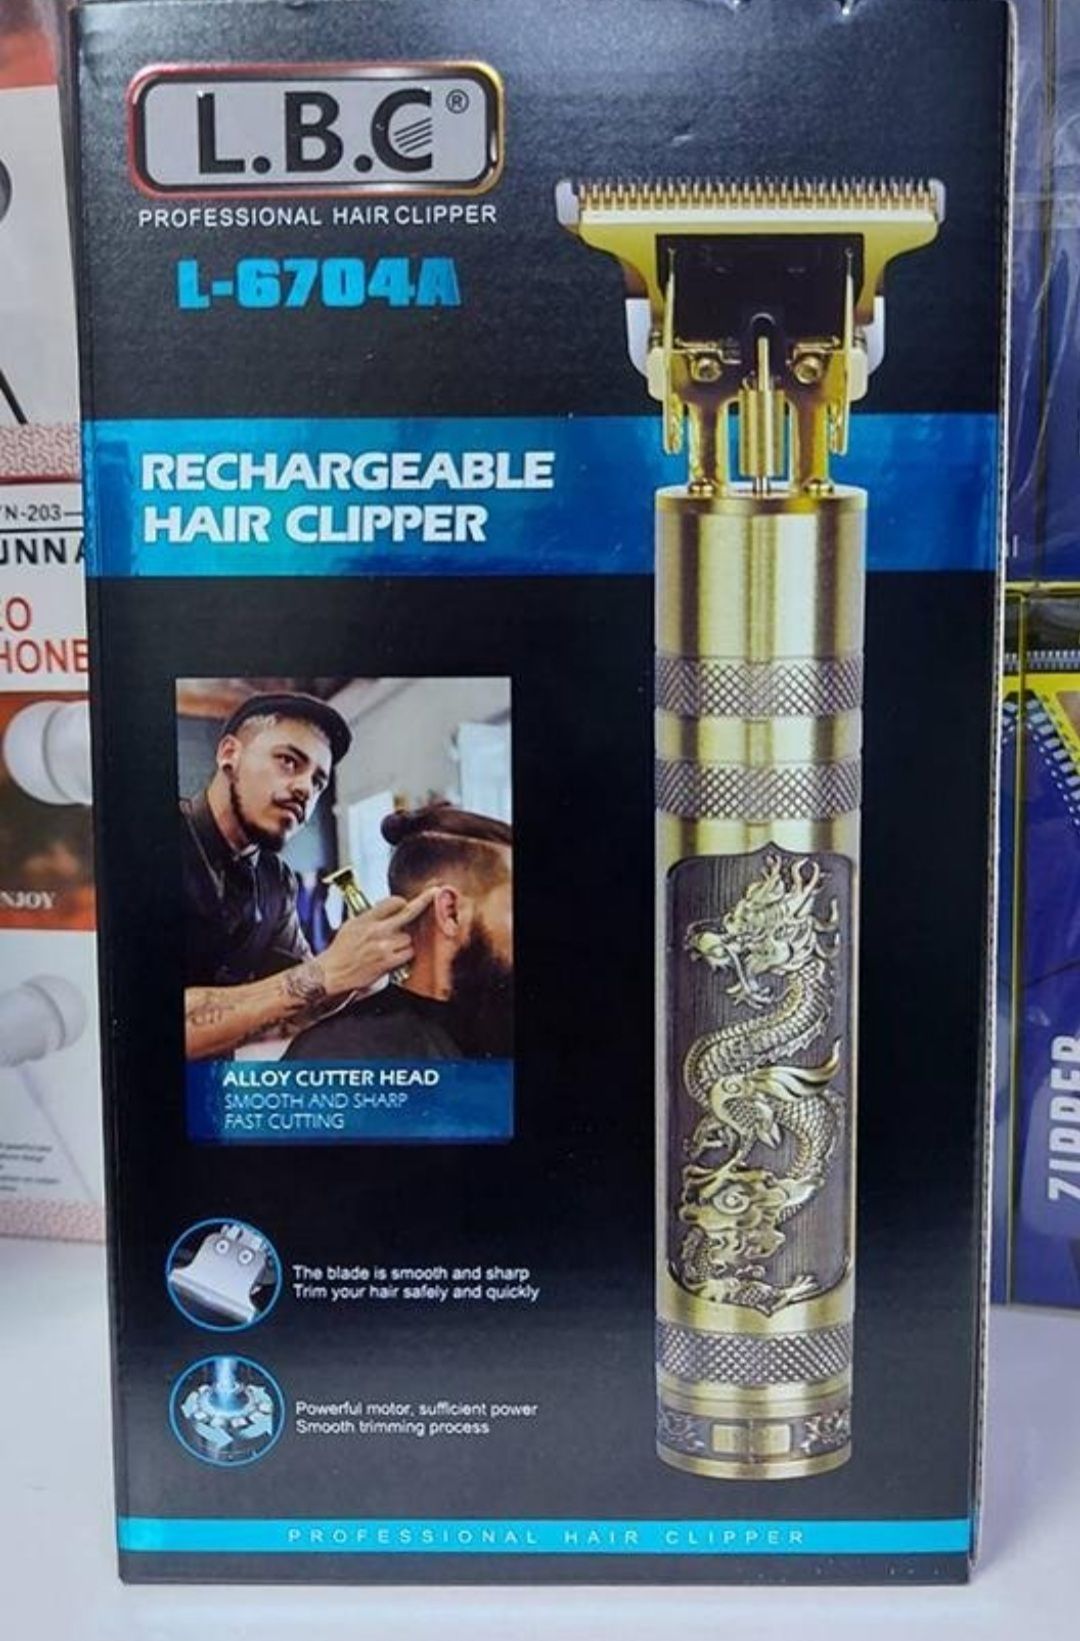 L.B.C®
PROFESSIONAL HAIR CLIPPER
L-6704A
RECHARGEABLE
HAIR CLIPPER
ALLOY CUTTER HEAD
SMOOTH AND SHARP
FAST CUTTING
The blade is smooth and sharp
Trim your hair safely and quickly
Powerful motor, sufficient power
Smooth trimming process
PROFESSIONAL HAIR CLIPPER
N-203
HONE
NJOY
ZIPPER